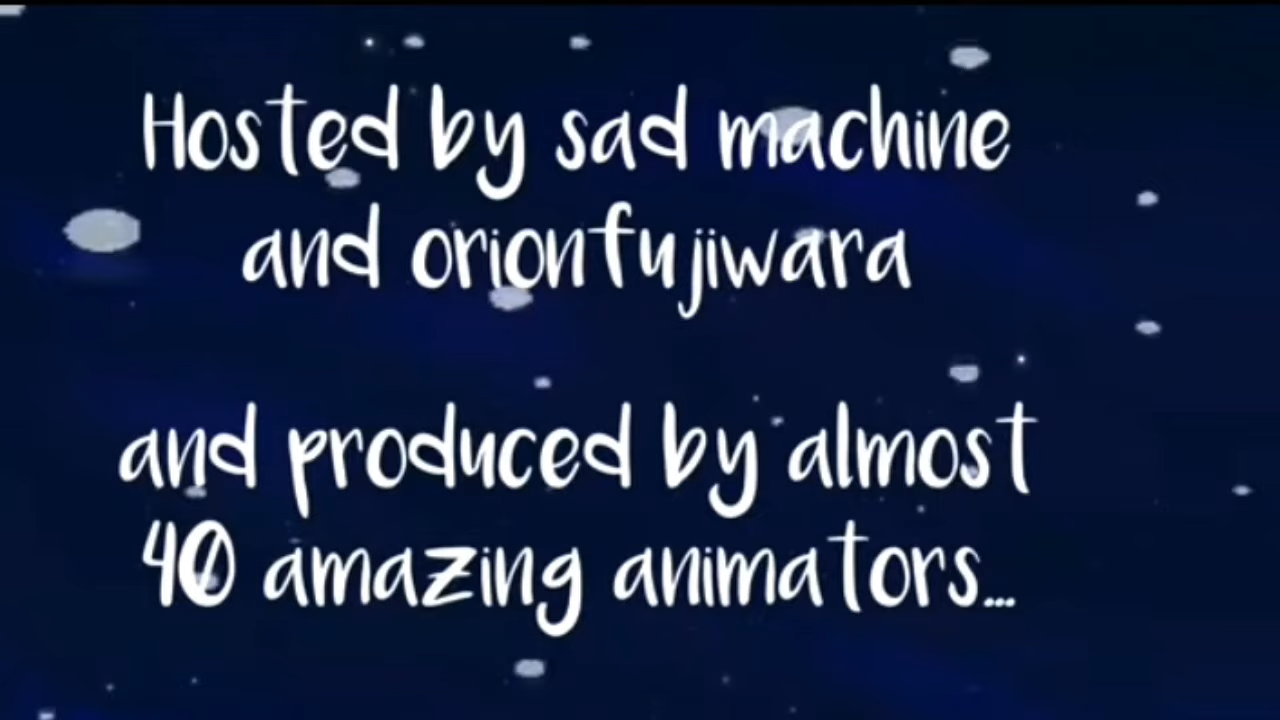 Hosted by sad machine
and orionfujiwara
and produced by almost
40 amazing animators...